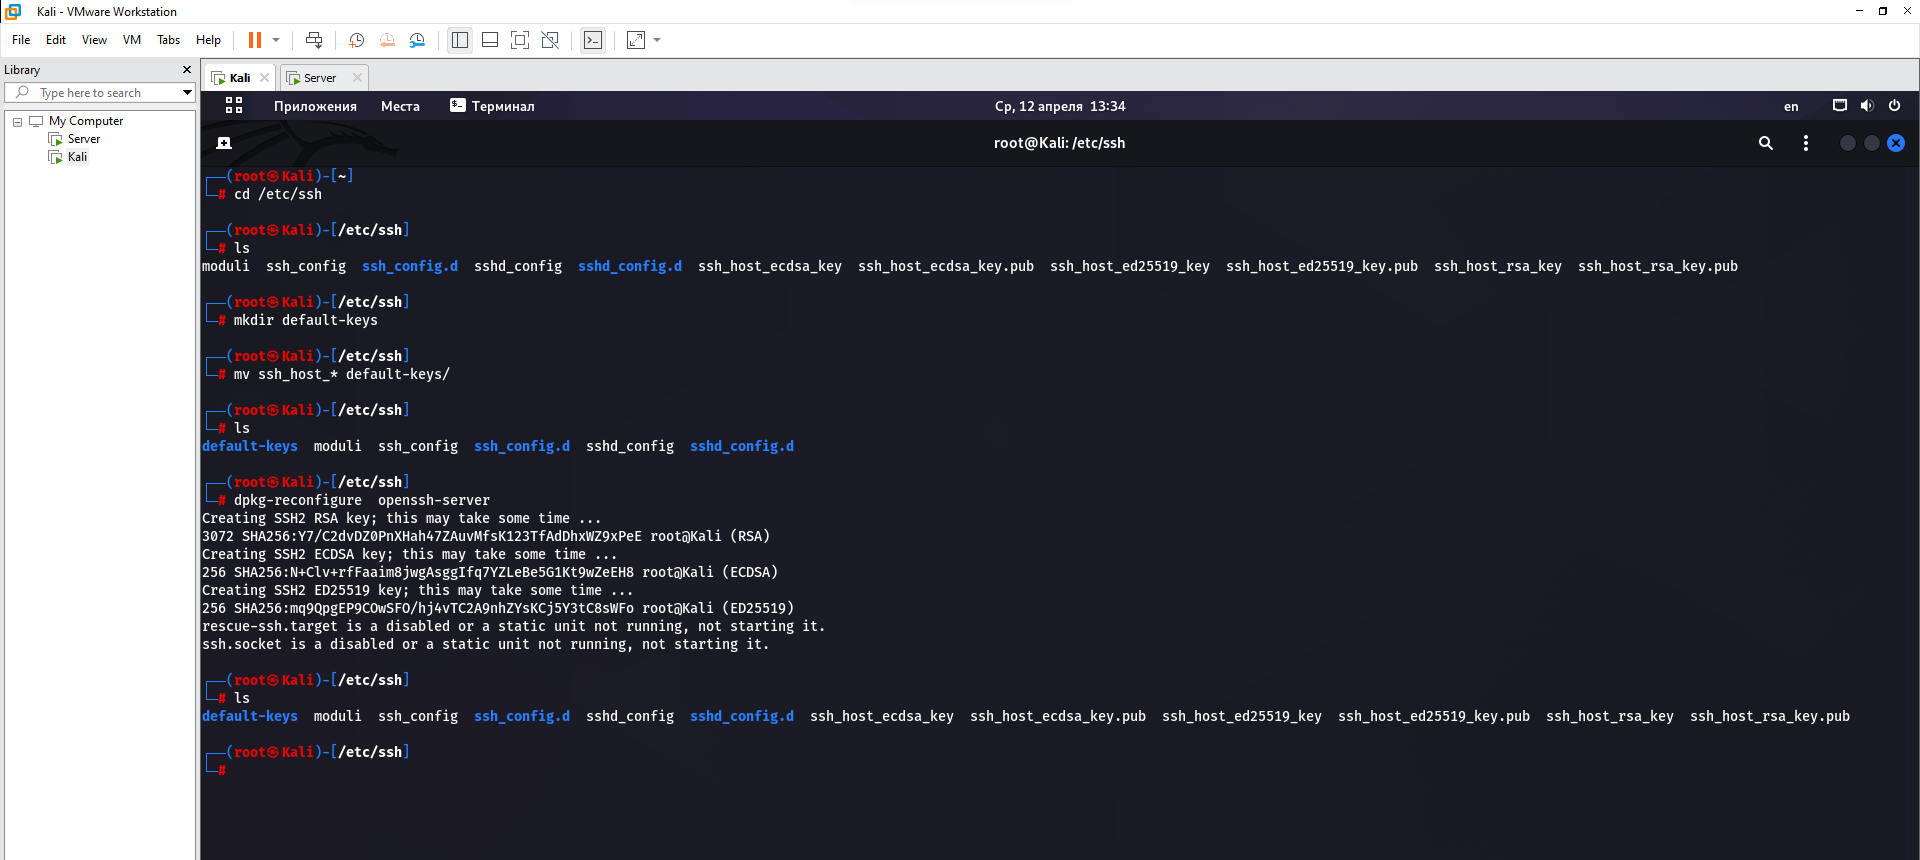 Kali - VMware Workstation
File Edit View VM Tabs Help
Library
Kali Server
Type here to search
Приложения Места Терминал Ср, 12 апреля 13:34 en
My Computer
Server
Kali
root@Kali: /etc/ssh
(root㉿Kali)-[~]
# cd /etc/ssh
(root㉿Kali)-[/etc/ssh]
# ls
moduli ssh_config ssh_config.d sshd_config sshd_config.d ssh_host_ecdsa_key ssh_host_ecdsa_key.pub ssh_host_ed25519_key ssh_host_ed25519_key.pub ssh_host_rsa_key ssh_host_rsa_key.pub
(root㉿Kali)-[/etc/ssh]
# mkdir default-keys
(root㉿Kali)-[/etc/ssh]
# mv ssh_host_* default-keys/
(root㉿Kali)-[/etc/ssh]
# ls
default-keys moduli ssh_config ssh_config.d sshd_config sshd_config.d
(root㉿Kali)-[/etc/ssh]
# dpkg-reconfigure  openssh-server
Creating SSH2 RSA key; this may take some time ...
3072 SHA256:Y7/C2dvDZ0PnXHah47ZAuvMfsK123TfAdDhxWZ9xPeE root@Kali (RSA)
Creating SSH2 ECDSA key; this may take some time ...
256 SHA256:N+Clv+rfFaaim8jwgAsggIfq7YZLeBe5G1Kt9wZeEH8 root@Kali (ECDSA)
Creating SSH2 ED25519 key; this may take some time ...
256 SHA256:mq9QpgEP9COwSFO/hj4vTC2A9nhZYsKCj5Y3tC8sWFo root@Kali (ED25519)
rescue-ssh.target is a disabled or a static unit not running, not starting it.
ssh.socket is a disabled or a static unit not running, not starting it.
(root㉿Kali)-[/etc/ssh]
# ls
default-keys moduli ssh_config ssh_config.d sshd_config sshd_config.d ssh_host_ecdsa_key ssh_host_ecdsa_key.pub ssh_host_ed25519_key ssh_host_ed25519_key.pub ssh_host_rsa_key ssh_host_rsa_key.pub
(root㉿Kali)-[/etc/ssh]
#